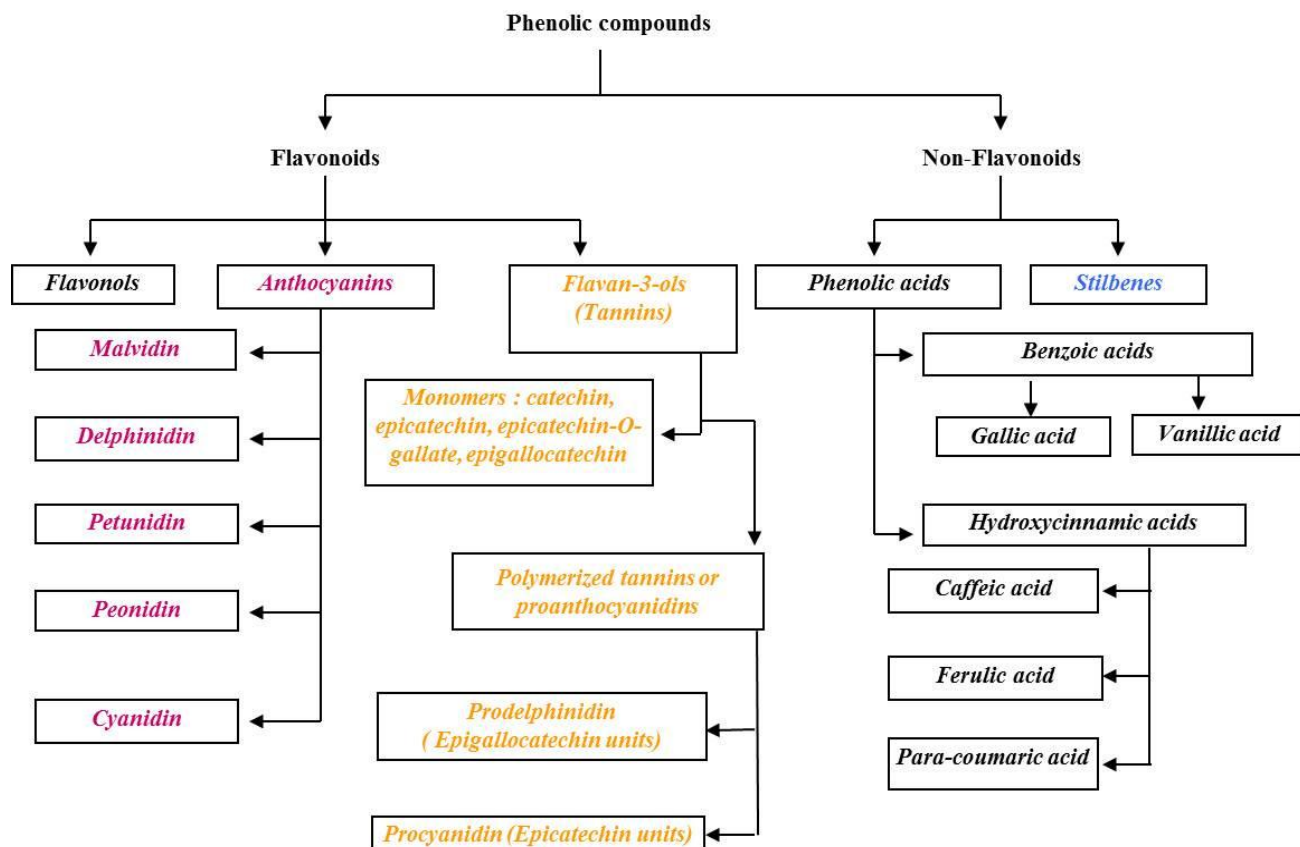 Phenolic compounds
Flavonoids
Non-Flavonoids
Flavonols
Anthocyanins
Flavan-3-ols
(Tannins)
Phenolic acids
Stilbenes
Malvidin
Delphinidin
Petunidin
Peonidin
Cyanidin
Monomers : catechin,
epicatechin, epicatechin-O-
gallate, epigallocatechin
Polymerized tannins or
proanthocyanidins
Prodelphinidin
( Epigallocatechin units)
Procyanidin (Epicatechin units)
Benzoic acids
Gallic acid
Vanillic acid
Hydroxycinnamic acids
Caffeic acid
Ferulic acid
Para-coumaric acid